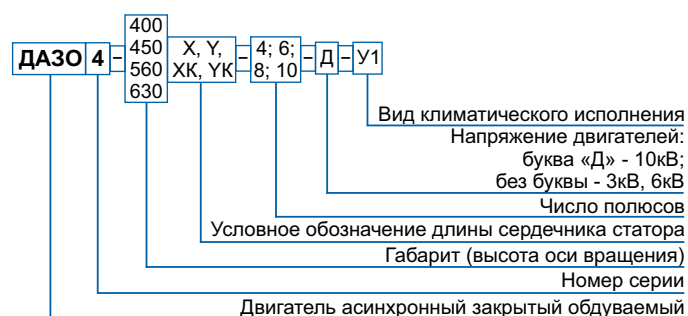 400
450
560
630
ДАЗО 4 - X, Y, XК, YК - 4; 6; 8; 10 - Д - У1
Вид климатического исполнения
Напряжение двигателей:
буква «Д» - 10кВ;
без буквы - 3кВ, 6кВ
Число полюсов
Условное обозначение длины сердечника статора
Габарит (высота оси вращения)
Номер серии
Двигатель асинхронный закрытый обдуваемый